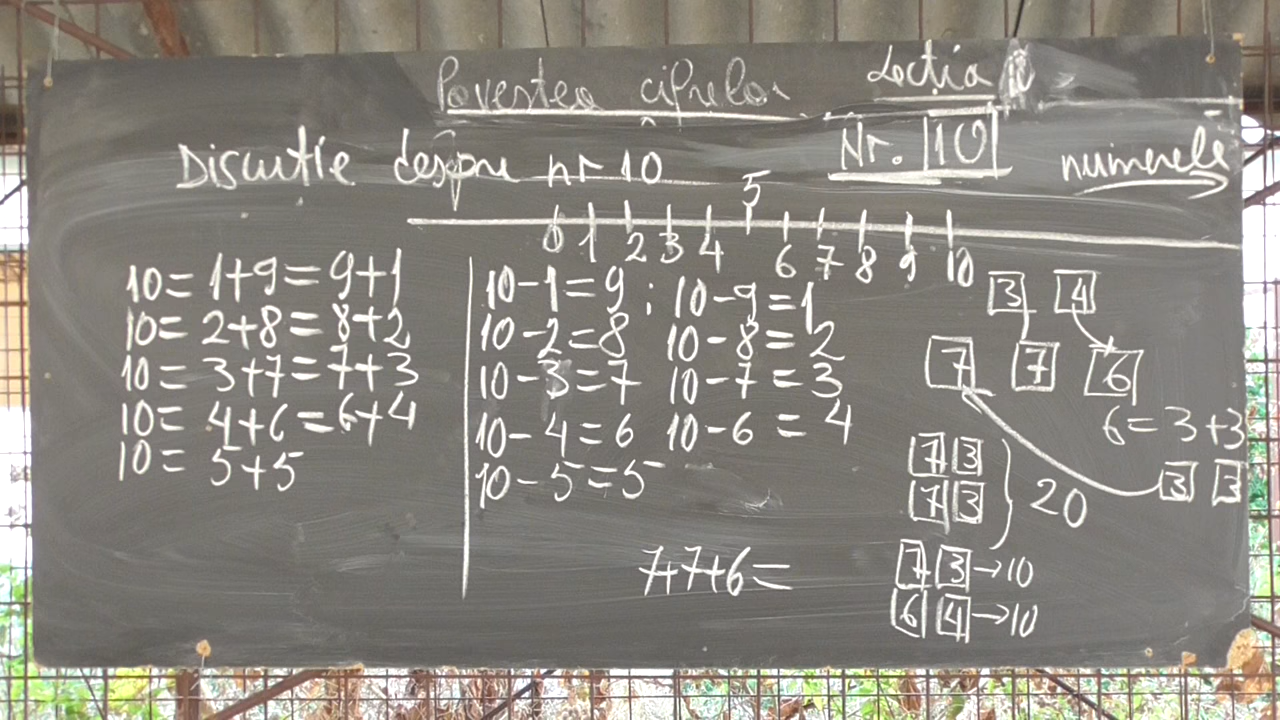 Povestea cifrelor Lecția
Discuție despre nr 10 Nr. 10 numerele
5
0 1 2 3 4 6 7 8 9 10
10 = 1+9 = 9+1
10 = 2+8 = 8+2
10 = 3+7 = 7+3
10 = 4+6 = 6+4
10 = 5+5
10-1=9 ; 10-9=1
10-2=8 10-8=2
10-3=7 10-7=3
10-4=6 10-6=4
10-5=5
7+7+6=
3 4
7 7 6
6=3+3
3 3
7 3
7 3
20
7 3 →10
6 4 →10